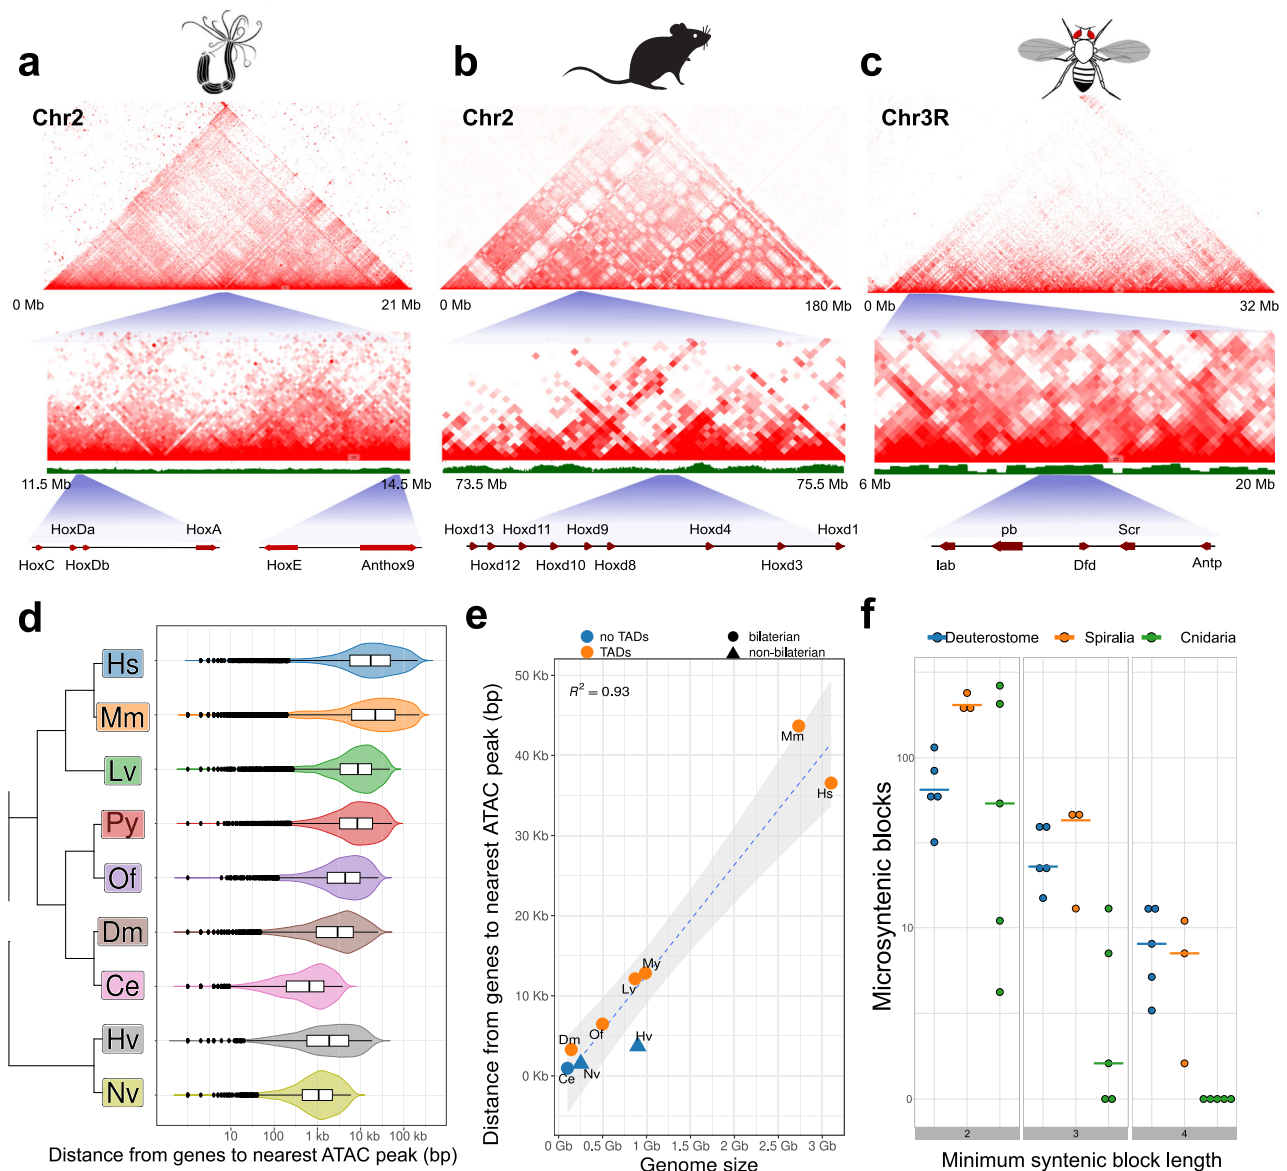 a
b
c
Chr2
Chr2
Chr3R
0 Mb
21 Mb
0 Mb
180 Mb
0 Mb
32 Mb
11.5 Mb
14.5 Mb
73.5 Mb
75.5 Mb
6 Mb
20 Mb
HoxDa
HoxA
HoxC
HoxDb
HoxE
Anthox9
Hoxd13
Hoxd11
Hoxd9
Hoxd4
Hoxd1
Hoxd12
Hoxd10
Hoxd8
Hoxd3
pb
Scr
lab
Dfd
Antp
d
Hs
Mm
Lv
Py
Of
Dm
Ce
Hv
Nv
10
100
1 kb
10 kb
100 kb
Distance from genes to nearest ATAC peak (bp)
e
no TADs
TADs
bilaterian
non-bilaterian
R² = 0.93
50 Kb
40 Kb
30 Kb
20 Kb
10 Kb
0 Kb
Mm
Hs
My
Lv
Of
Hv
Dm
Ce
Nv
0 Gb
0.5 Gb
1 Gb
1.5 Gb
2 Gb
2.5 Gb
3 Gb
Distance from genes to nearest ATAC peak (bp)
Genome size
f
Deuterostome
Spiralia
Cnidaria
100
10
0
2
3
4
Microsyntenic blocks
Minimum syntenic block length